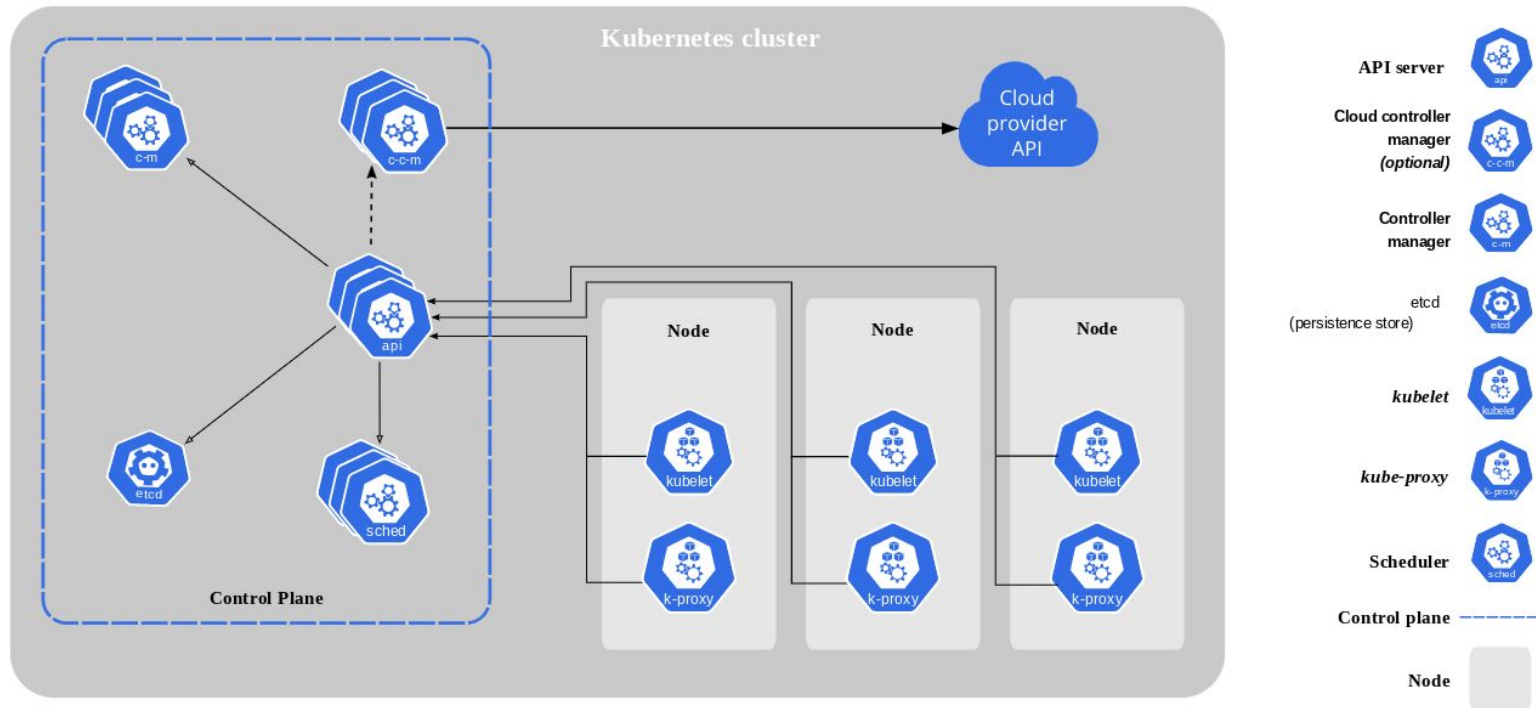 Kubernetes cluster
c-m
c-c-m
Cloud
provider
API
api
etcd
sched
Control Plane
Node
kubelet
k-proxy
Node
kubelet
k-proxy
Node
kubelet
k-proxy
API server
api
Cloud controller
manager
(optional)
c-c-m
Controller
manager
c-m
etcd
(persistence store)
etcd
kubelet
kubelet
kube-proxy
k-proxy
Scheduler
sched
Control plane
Node